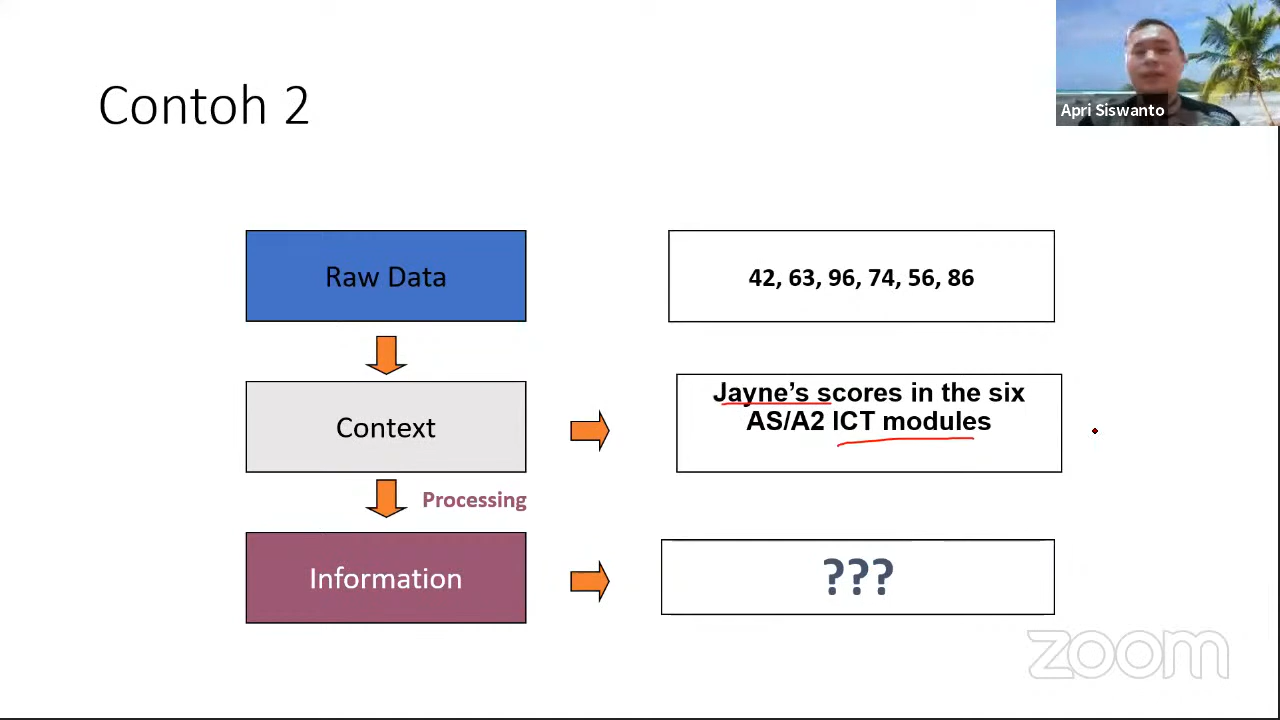 Contoh 2
Apri Siswanto
Raw Data
42, 63, 96, 74, 56, 86
Context
Jayne’s scores in the six
AS/A2 ICT modules
Processing
Information
???
zoom